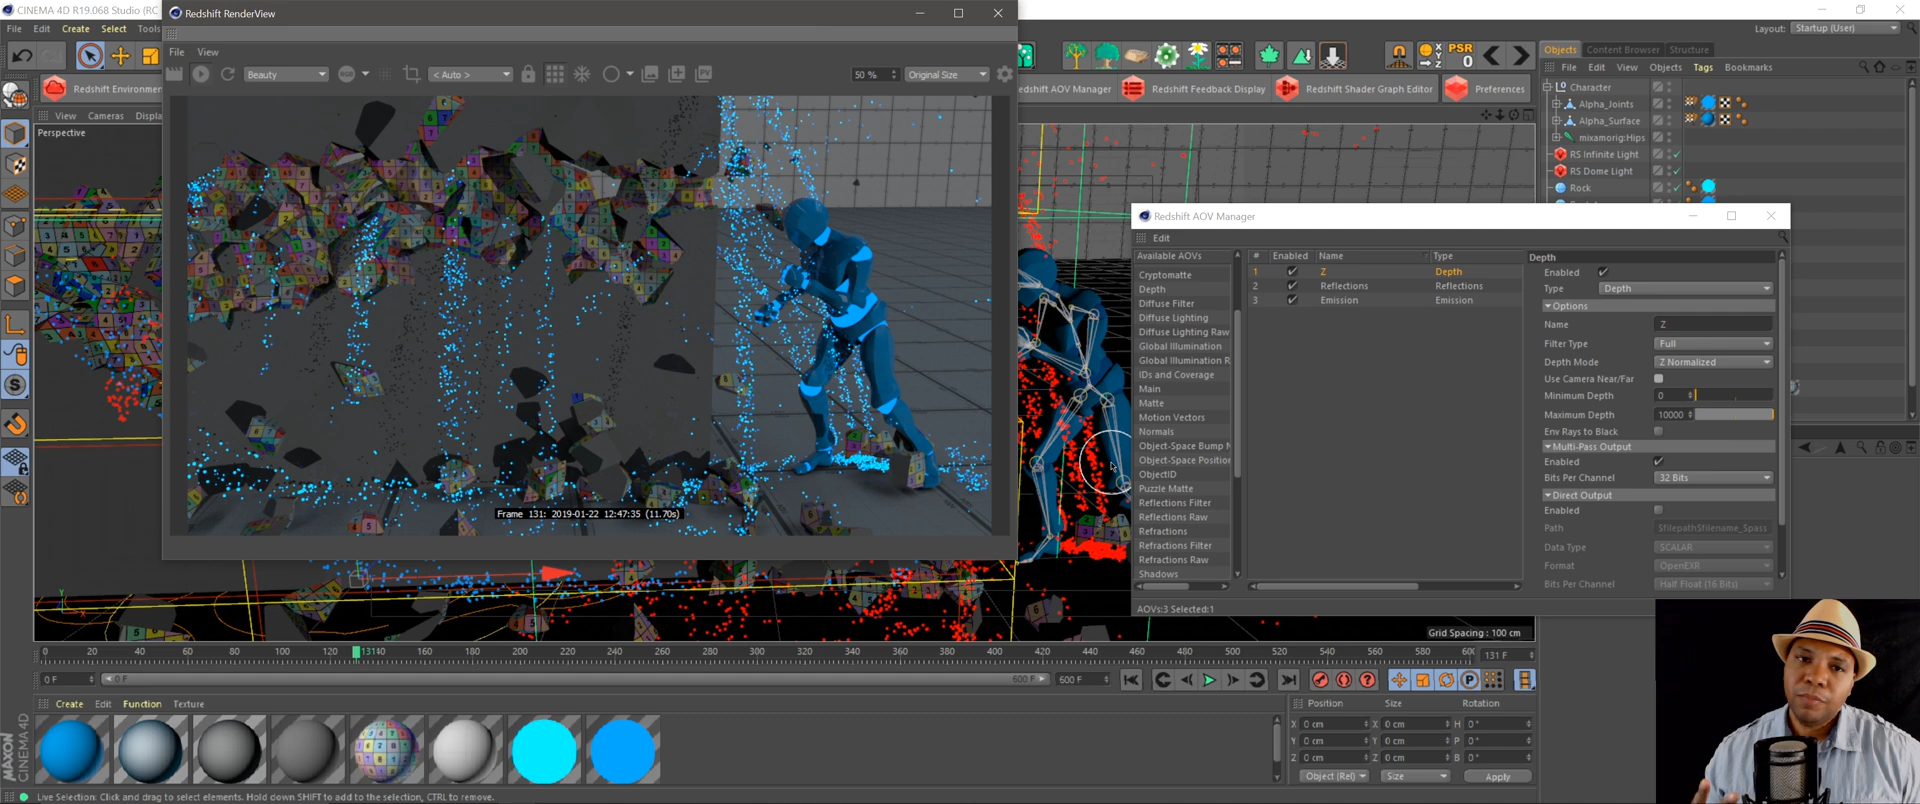 CINEMA 4D R19.068 Studio (RC
Redshift RenderView
File Edit Create Select Tools
File View
Layout: Startup (User)
Beauty
< Auto >
50 %
Original Size
PSR
0
Objects Content Browser Structure
File Edit View Objects Tags Bookmarks
Redshift Environmen
edshift AOV Manager
Redshift Feedback Display
Redshift Shader Graph Editor
Preferences
View Cameras Displa
Perspective
Character
Alpha_Joints
Alpha_Surface
mixamorig:Hips
RS Infinite Light
RS Dome Light
Rock
Redshift AOV Manager
Edit
Available AOVs
Cryptomatte
Depth
Diffuse Filter
Diffuse Lighting
Diffuse Lighting Raw
Global Illumination
Global Illumination R
IDs and Coverage
Main
Matte
Motion Vectors
Normals
Object-Space Bump N
Object-Space Position
ObjectID
Puzzle Matte
Reflections Filter
Reflections Raw
Refractions
Refractions Filter
Refractions Raw
Shadows
# Enabled Name Type
1 Z Depth
2 Reflections Reflections
3 Emission Emission
Depth
Enabled
Type Depth
Options
Name Z
Filter Type Full
Depth Mode Z Normalized
Use Camera Near/Far
Minimum Depth 0
Maximum Depth 10000
Env Rays to Black
Multi-Pass Output
Enabled
Bits Per Channel 32 Bits
Direct Output
Enabled
Path $filepath$filename_$pass
Data Type SCALAR
Format OpenEXR
Bits Per Channel Half Float (16 Bits)
AOVs:3 Selected:1
Frame 131: 2019-01-22 12:47:35 (11.70s)
Grid Spacing : 100 cm
0 20 40 60 80 100 120 131140 160 180 200 220 240 260 280 300 320 340 360 380 400 420 440 460 480 500 520 540 560 580 60(
131 F
0 F
0 F
600 F
600 F
Create Edit Function Texture
Position Size Rotation
X 0 cm X 0 cm H 0°
Y 0 cm Y 0 cm P 0°
Z 0 cm Z 0 cm B 0°
Object (Rel) Size Apply
MAXON
CINEMA 4D
Live Selection: Click and drag to select elements. Hold down SHIFT to add to the selection, CTRL to remove.